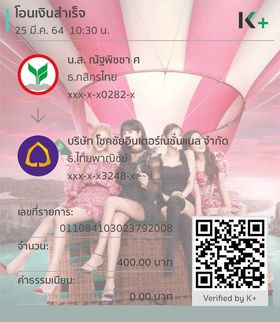 โอนเงินสำเร็จ
25 มี.ค. 64 10:30 น.
K+
น.ส. ณัฐพิชชา ศ
ธ.กสิกรไทย
xxx-x-x0282-x
บริษัท โชคชัยอินเตอร์เนชั่นแนล จำกัด
ธ.ไทยพาณิชย์
xxx-x-x3248-x
เลขที่รายการ:
011084103023792008
จำนวน:
400.00 บาท
ค่าธรรมเนียม:
0.00 บาท
Verified by K+